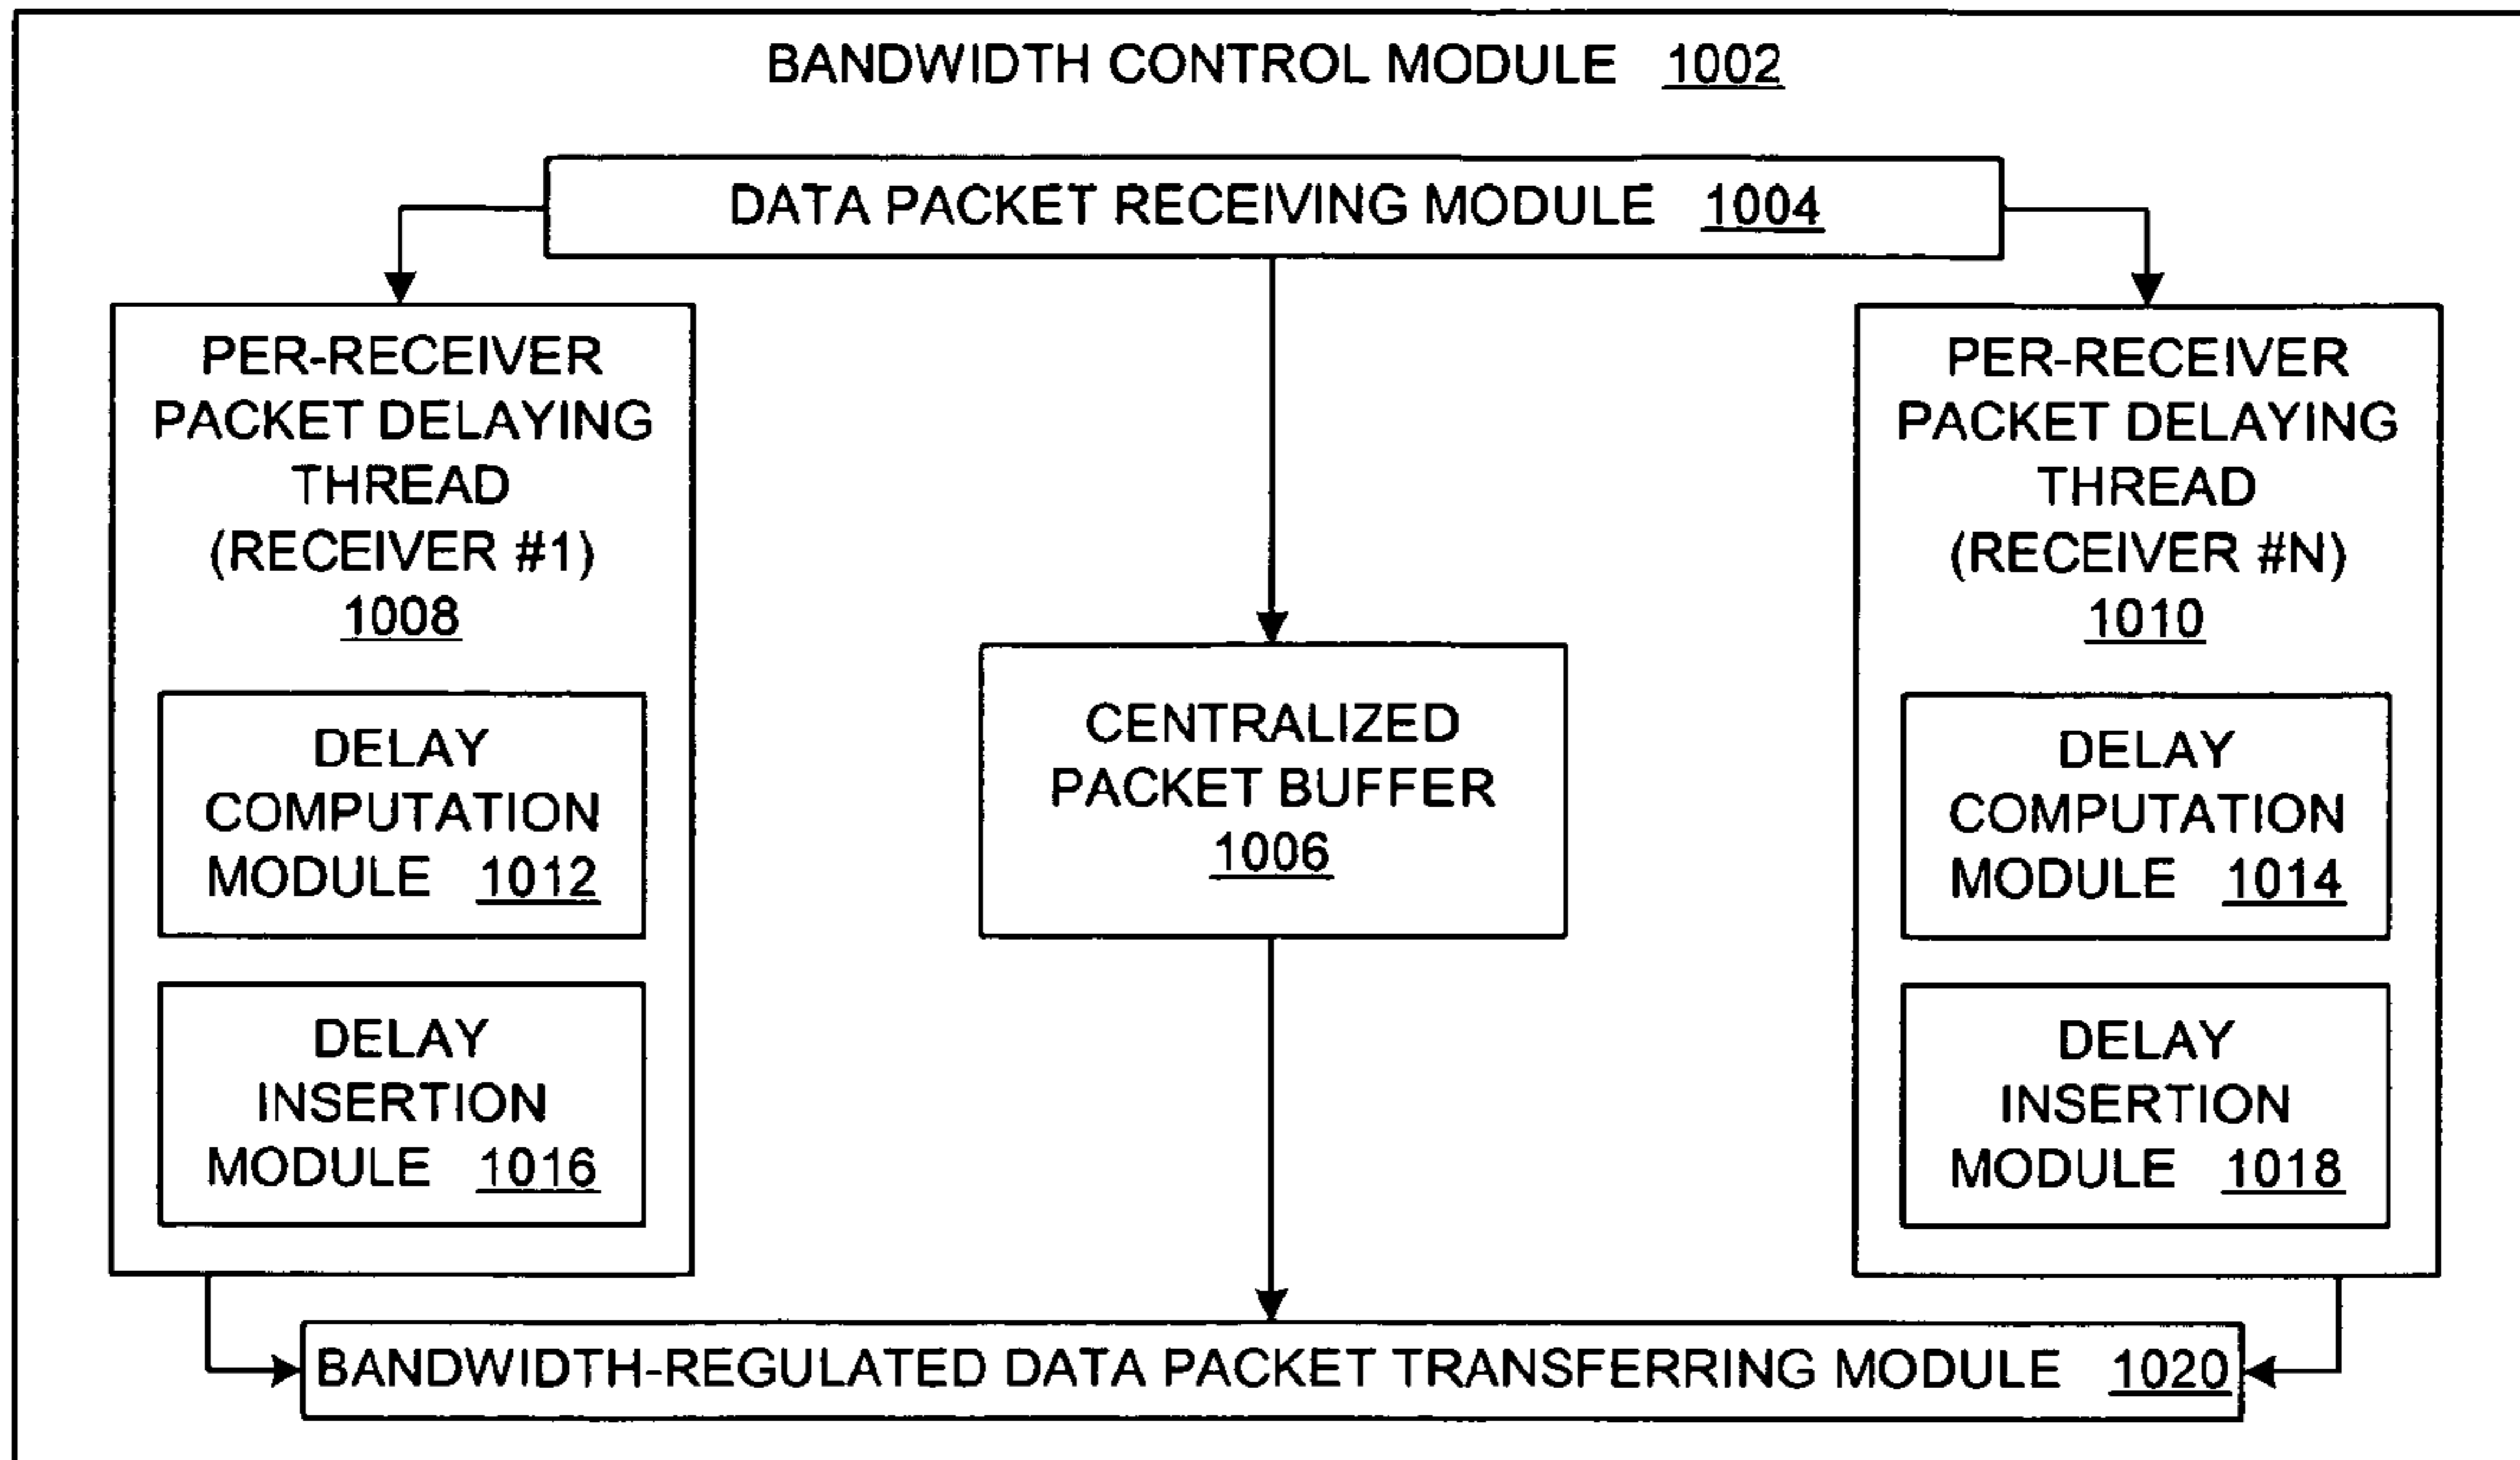 BANDWIDTH CONTROL MODULE 1002
DATA PACKET RECEIVING MODULE 1004
PER-RECEIVER
PACKET DELAYING
THREAD
(RECEIVER #1)
1008
DELAY
COMPUTATION
MODULE 1012
DELAY
INSERTION
MODULE 1016
CENTRALIZED
PACKET BUFFER
1006
PER-RECEIVER
PACKET DELAYING
THREAD
(RECEIVER #N)
1010
DELAY
COMPUTATION
MODULE 1014
DELAY
INSERTION
MODULE 1018
BANDWIDTH-REGULATED DATA PACKET TRANSFERRING MODULE 1020